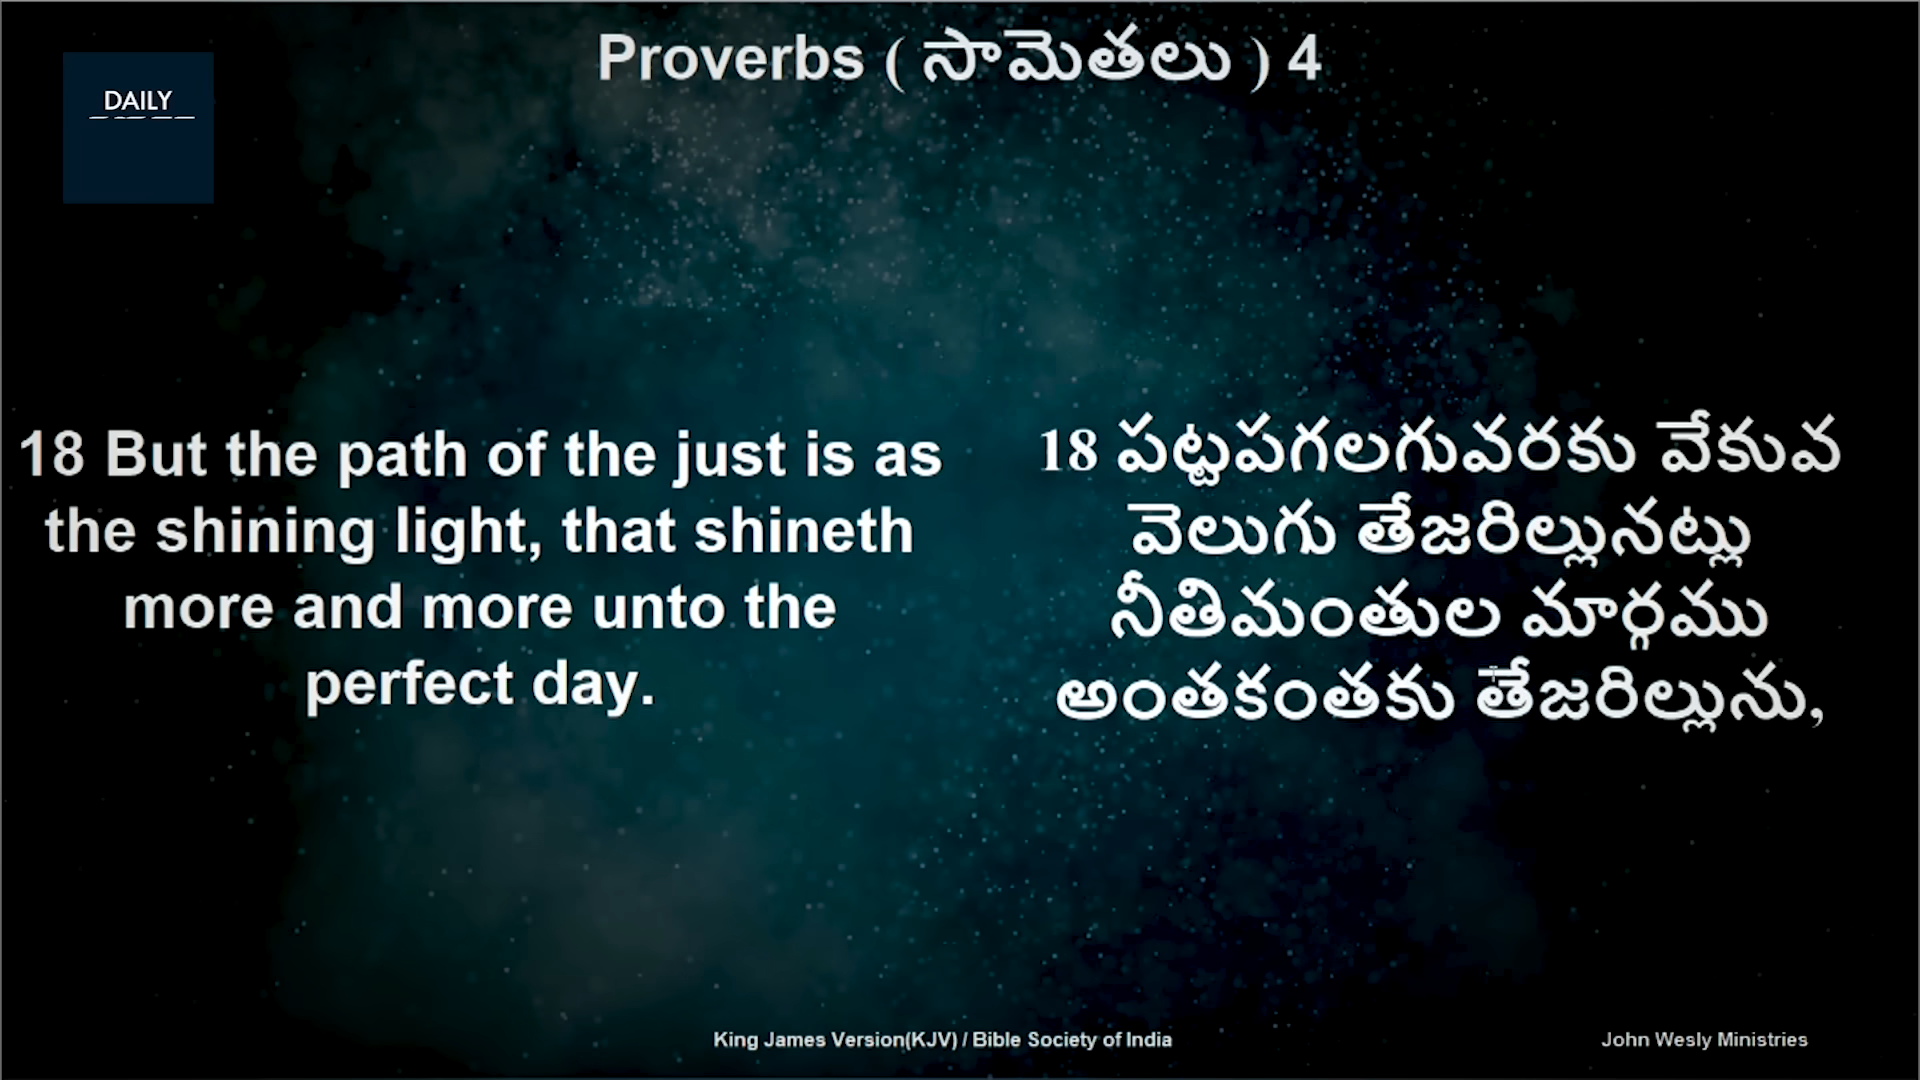 Proverbs ( సామెతలు ) 4
DAILY
18 But the path of the just is as
the shining light, that shineth
more and more unto the
perfect day.
18 పట్టపగలగువరకు వేకువ
వెలుగు తేజరిల్లునట్లు
నీతిమంతుల మార్గము
అంతకంతకు తేజరిల్లును,
King James Version(KJV) / Bible Society of India
John Wesly Ministries